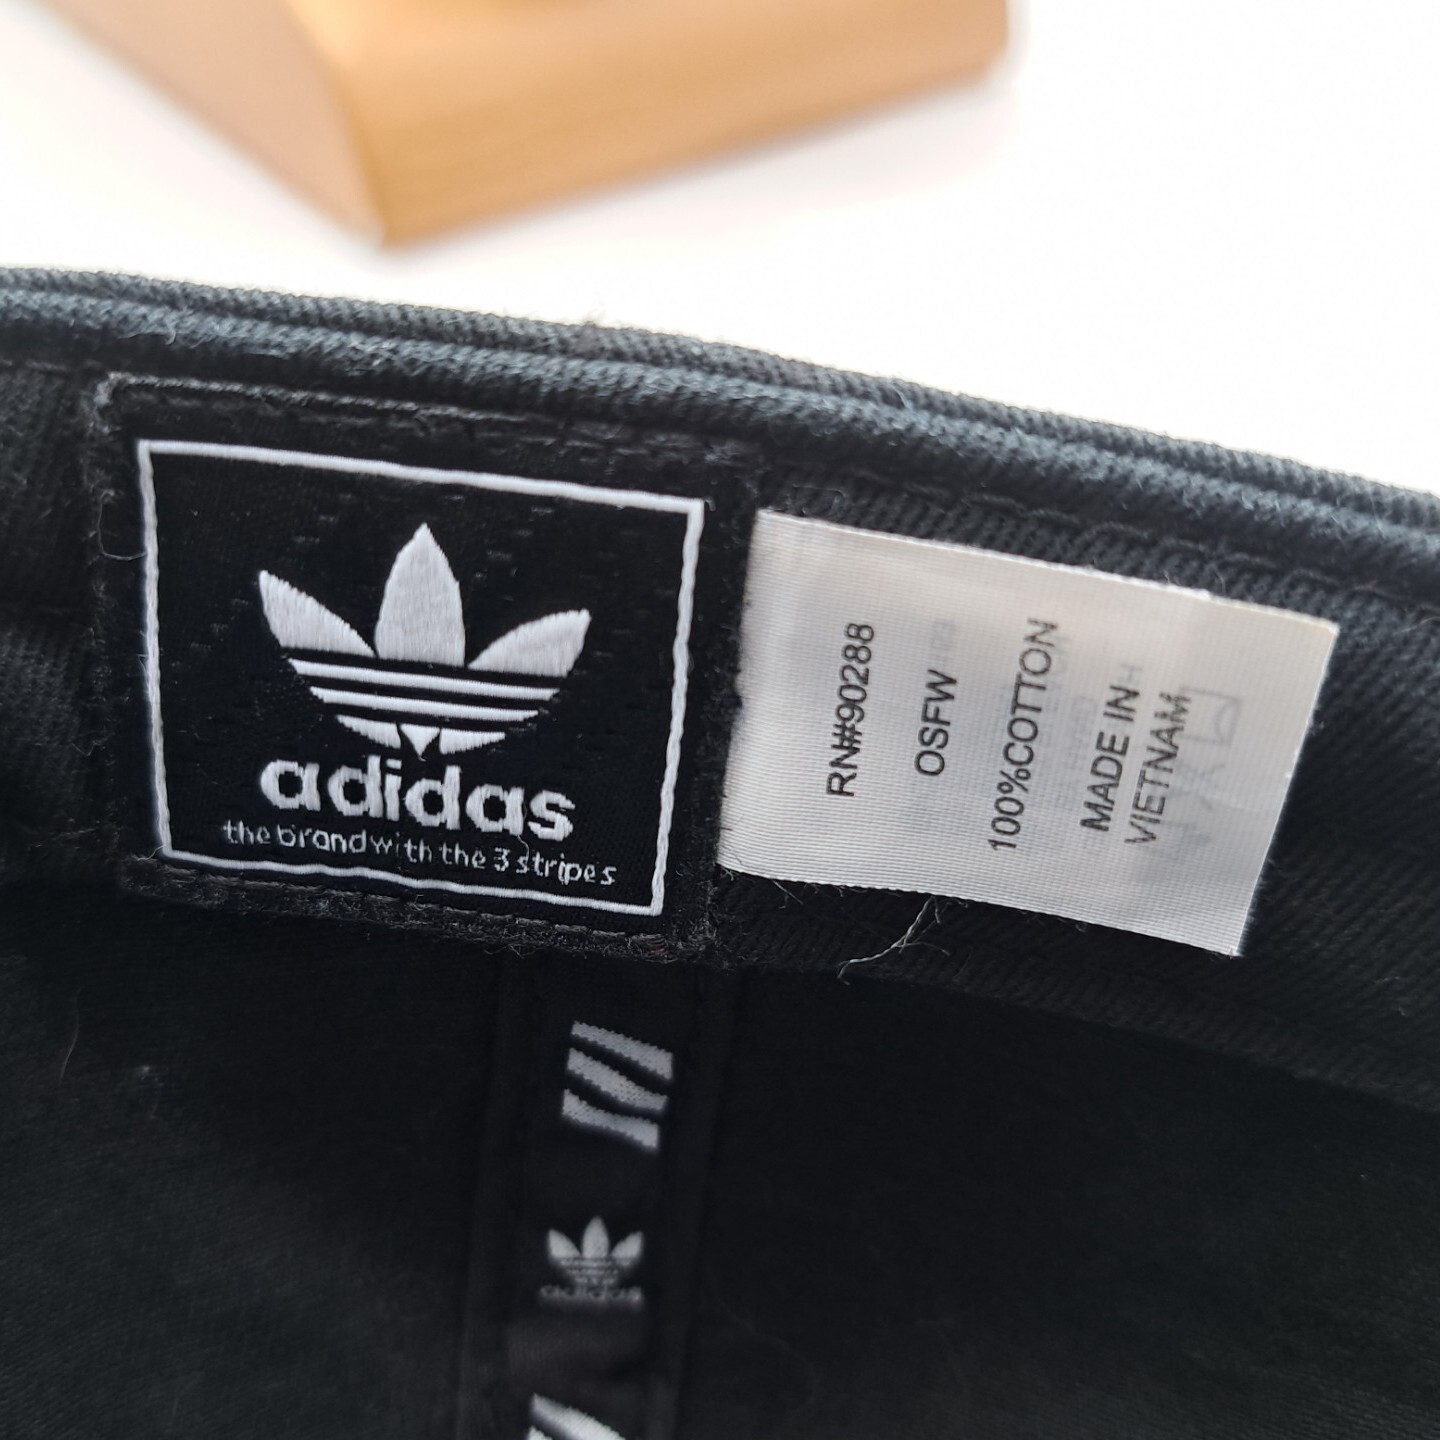 adidas
the brand with the 3 stripes
RN#90288
OSFW
100%COTTON
MADE IN
VIETNAM
adidas